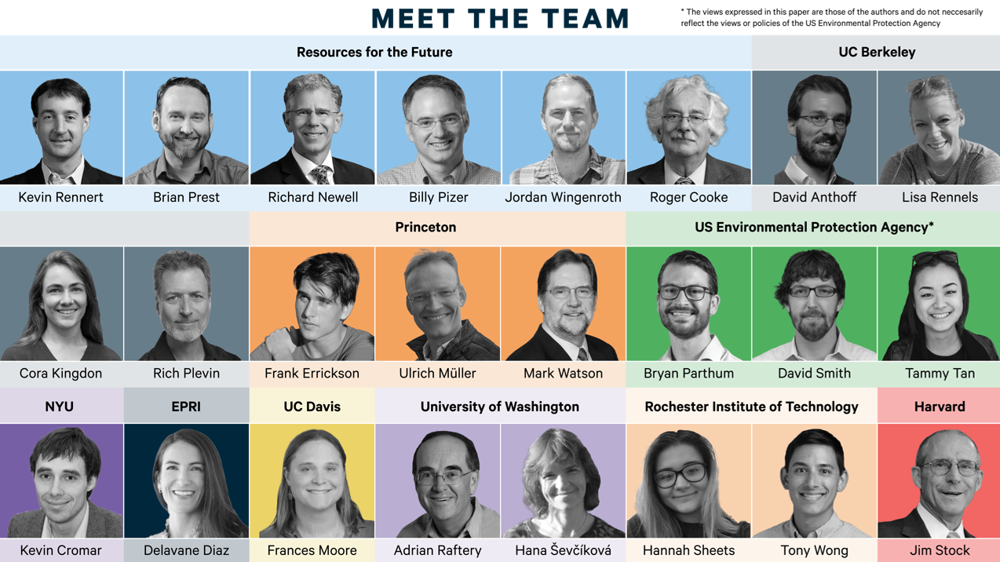 MEET THE TEAM
* The views expressed in this paper are those of the authors and do not neccesarily
reflect the views or policies of the US Environmental Protection Agency
Resources for the Future
UC Berkeley
Kevin Rennert
Brian Prest
Richard Newell
Billy Pizer
Jordan Wingenroth
Roger Cooke
David Anthoff
Lisa Rennels
Princeton
US Environmental Protection Agency*
Cora Kingdon
Rich Plevin
Frank Errickson
Ulrich Müller
Mark Watson
Bryan Parthum
David Smith
Tammy Tan
NYU
EPRI
UC Davis
University of Washington
Rochester Institute of Technology
Harvard
Kevin Cromar
Delavane Diaz
Frances Moore
Adrian Raftery
Hana Ševčíková
Hannah Sheets
Tony Wong
Jim Stock